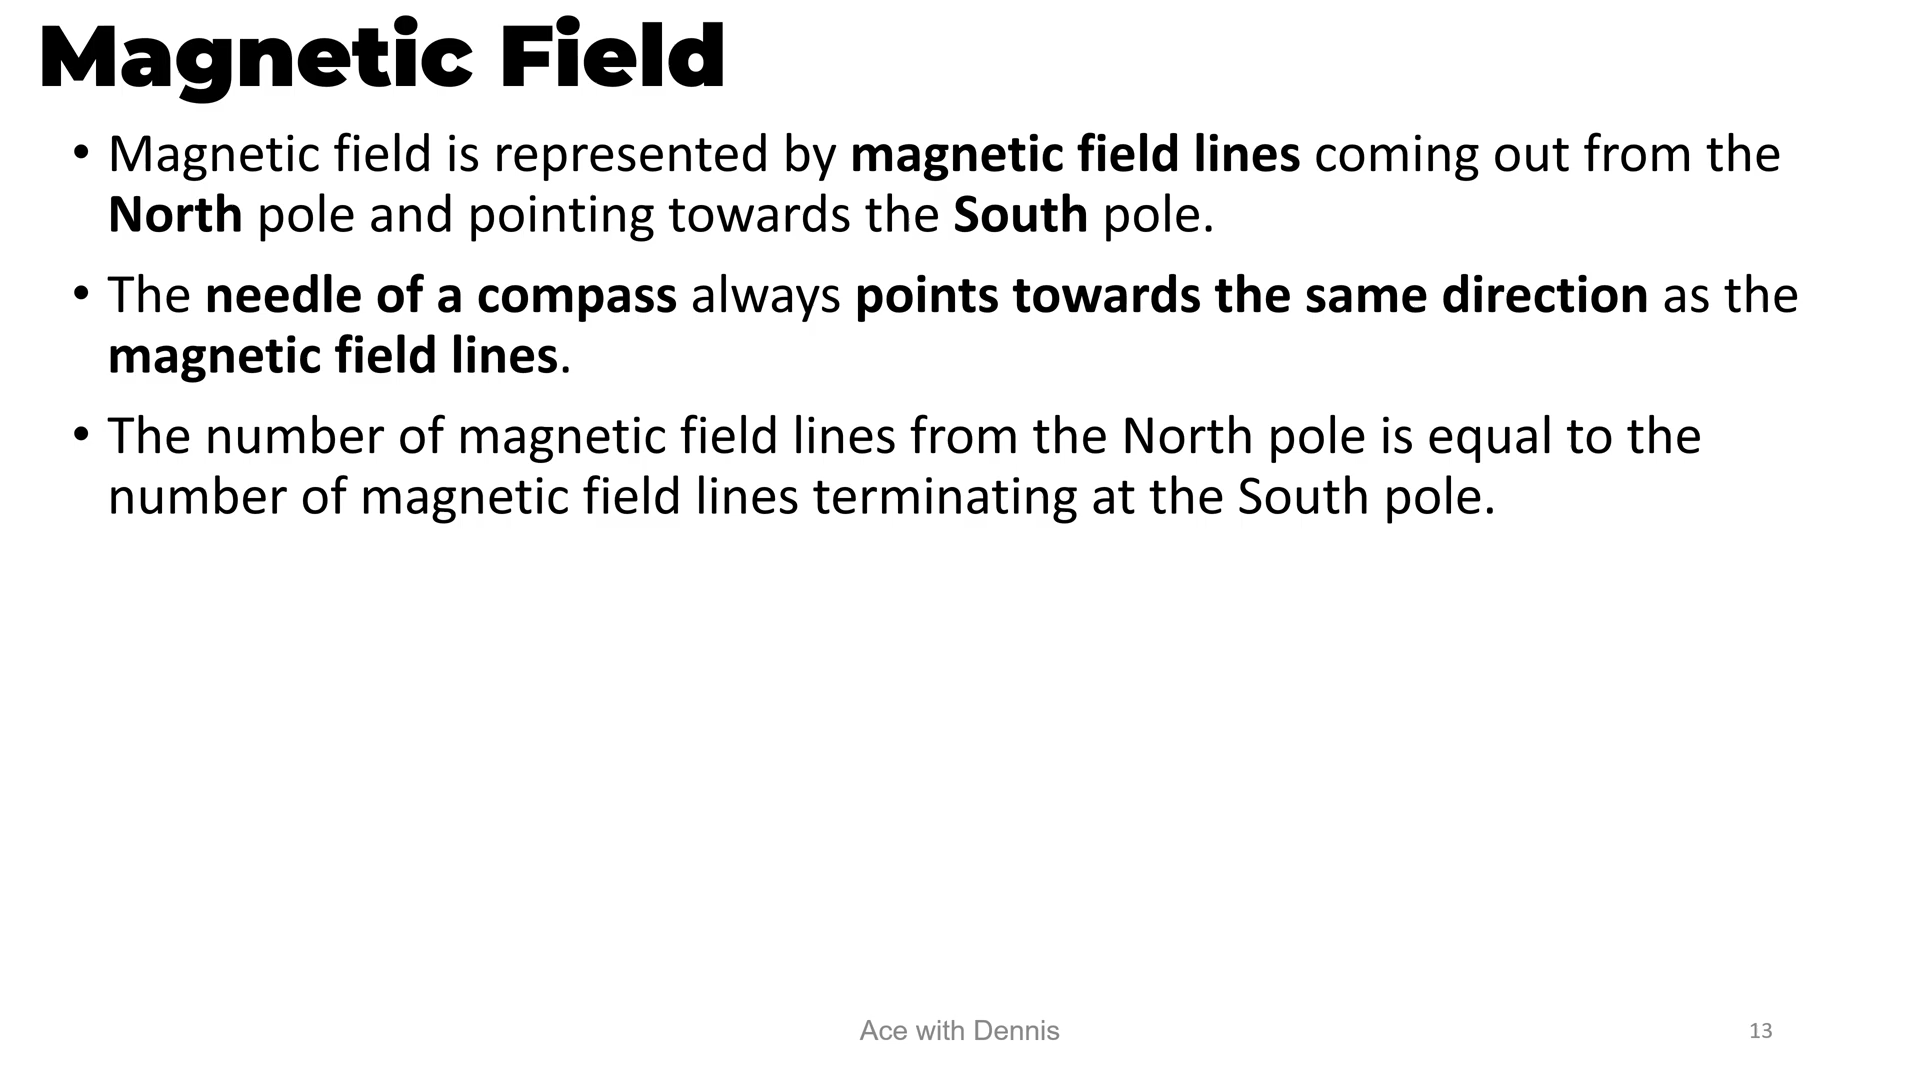 Magnetic Field
• Magnetic field is represented by magnetic field lines coming out from the
North pole and pointing towards the South pole.
• The needle of a compass always points towards the same direction as the
magnetic field lines.
• The number of magnetic field lines from the North pole is equal to the
number of magnetic field lines terminating at the South pole.
Ace with Dennis
13